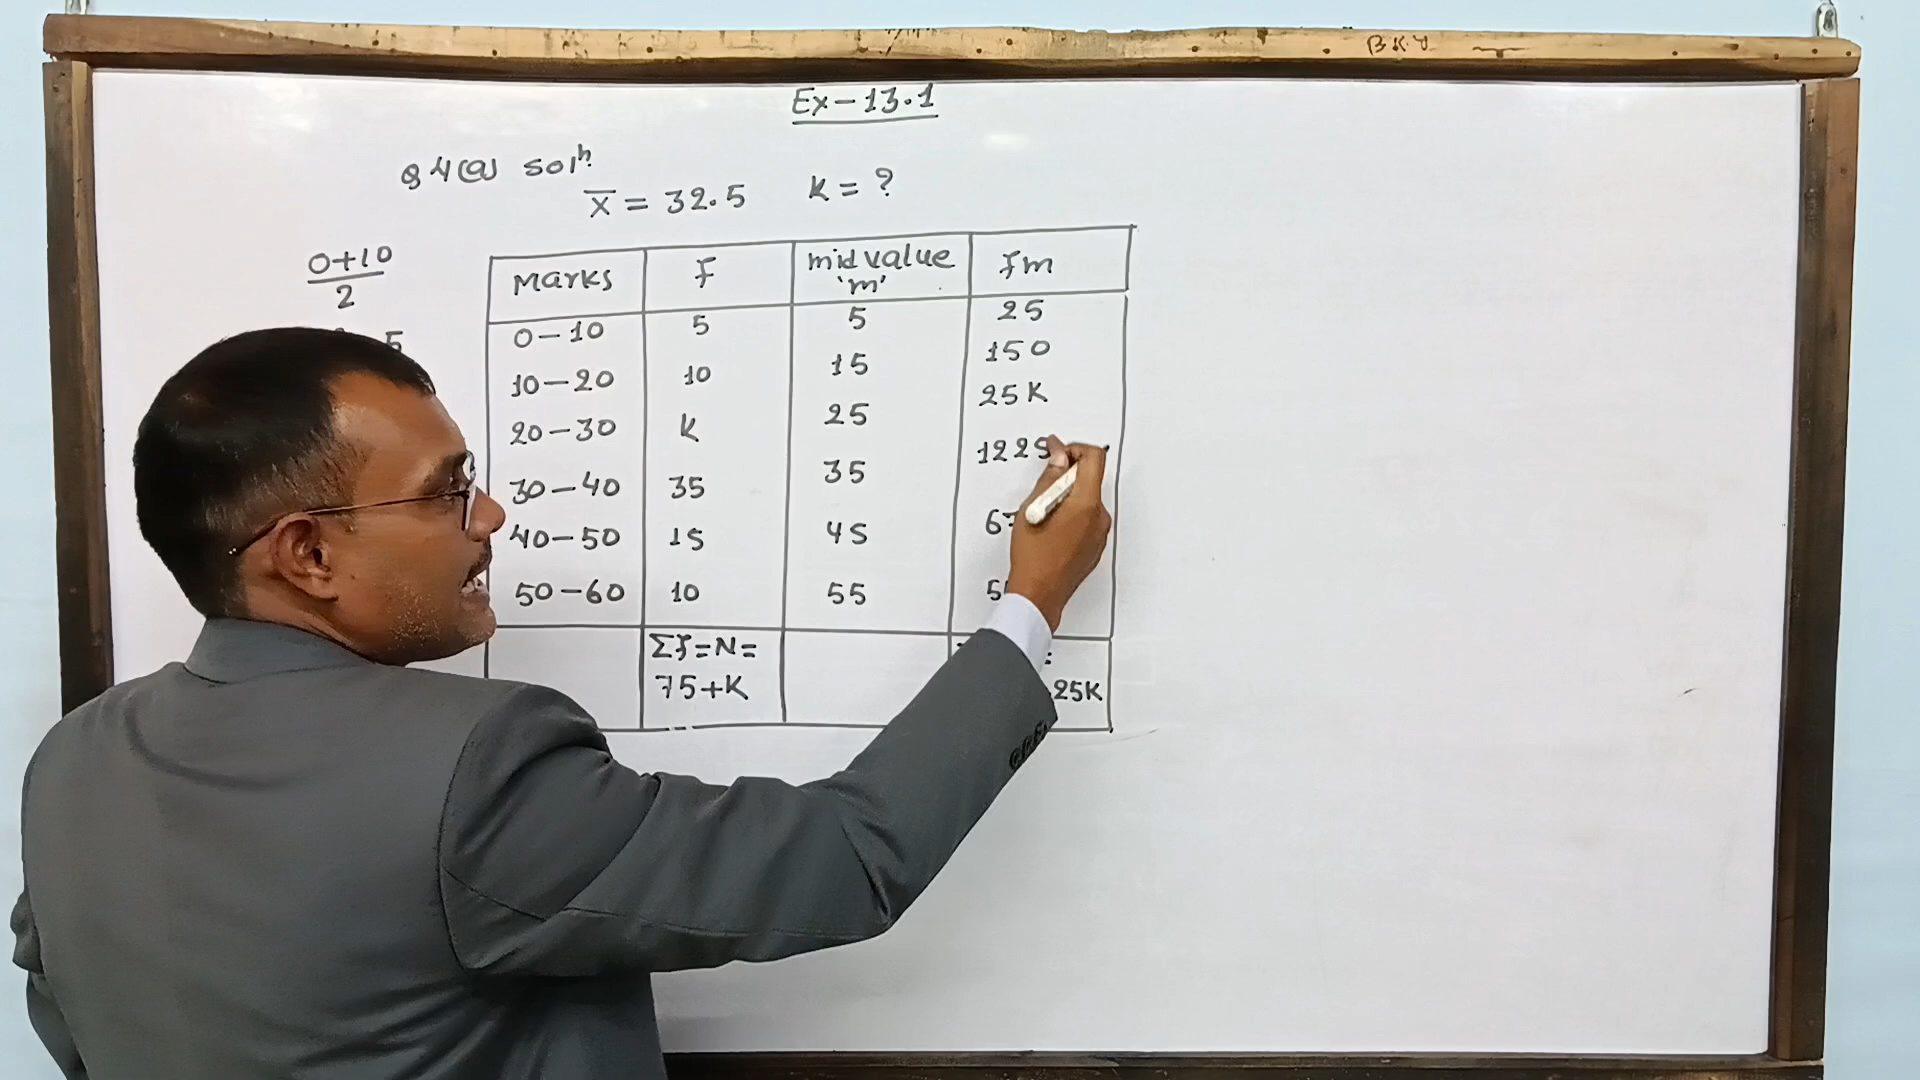 B.K.Y
Ex-13.1
Q4(a) solⁿ
x̅ = 32.5 K = ?
0+10
2
5
Marks f mid value 'm' fm
0-10 5 5 25
10-20 10 15 150
20-30 K 25 25K
30-40 35 35 1225
40-50 15 45
50-60 10 55
Σf=N=
75+K 25K